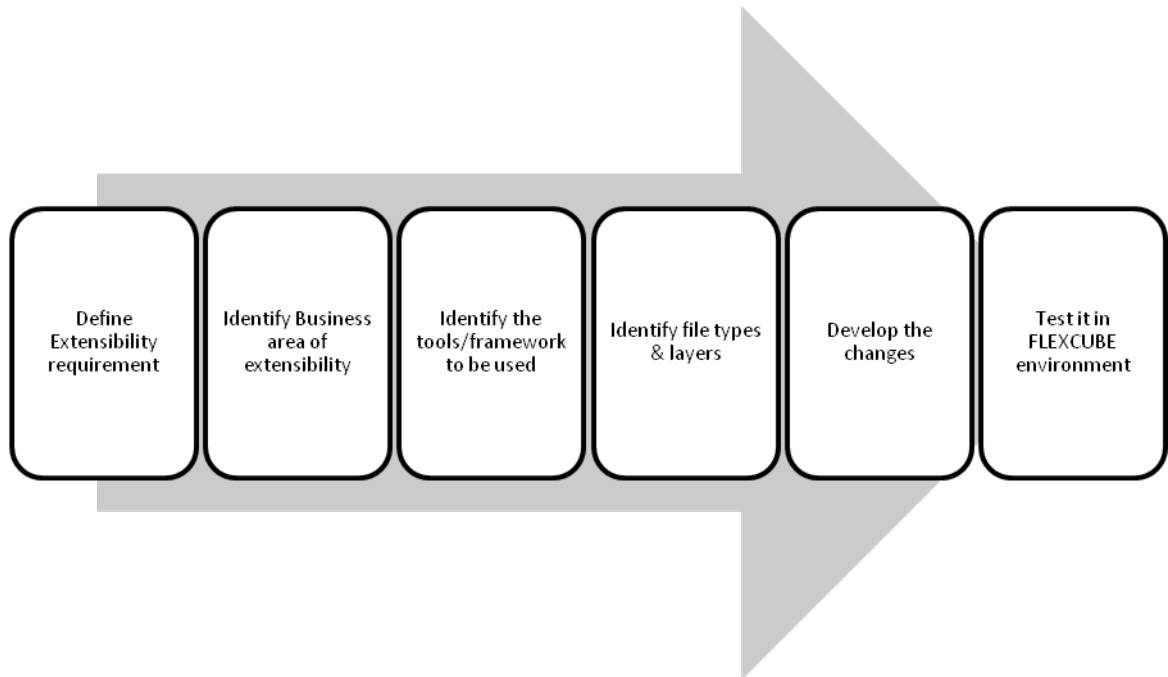 Define
Extensibility
requirement
Identify Business
area of
extensibility
Identify the
tools/framework
to be used
Identify file types
& layers
Develop the
changes
Test it in
FLEXCUBE
environment